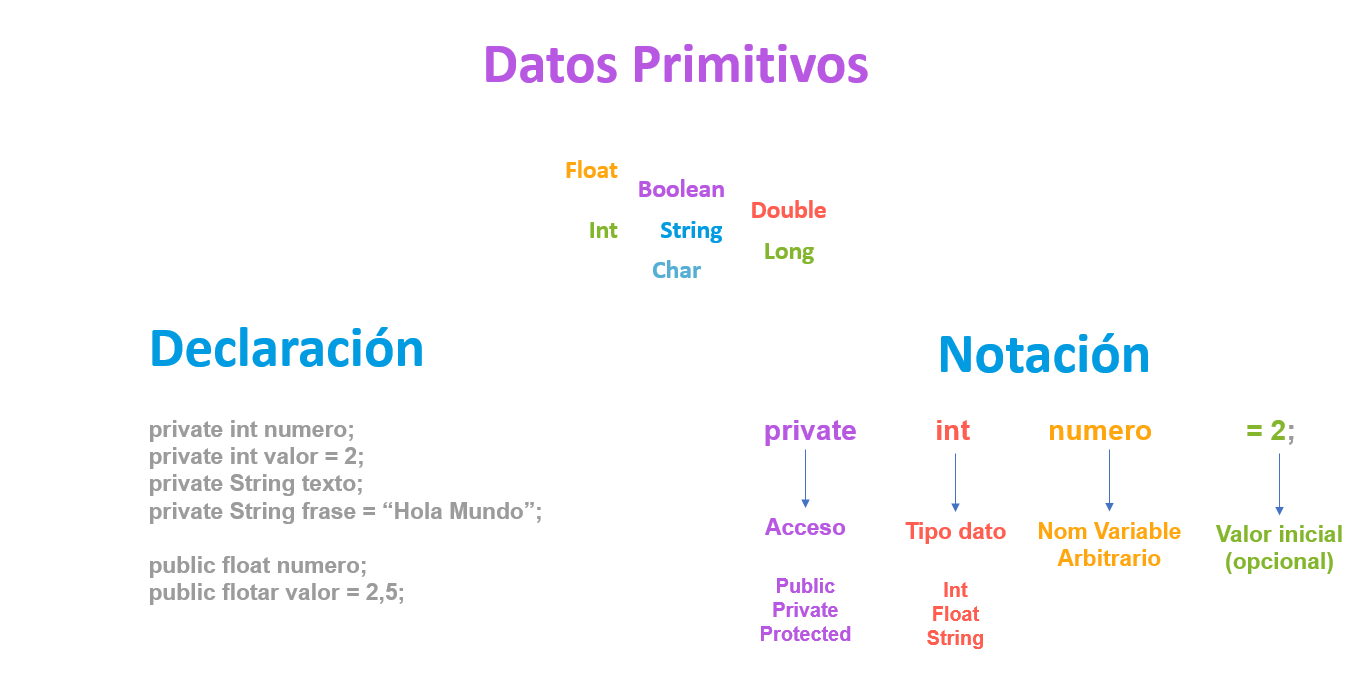 Datos Primitivos
Float
Boolean
Double
Int
String
Long
Char
Declaración
private int numero;
private int valor = 2;
private String texto;
private String frase = “Hola Mundo”;
public float numero;
public flotar valor = 2,5;
Notación
private int numero = 2;
Acceso
Public
Private
Protected
Tipo dato
Int
Float
String
Nom Variable
Arbitrario
Valor inicial
(opcional)